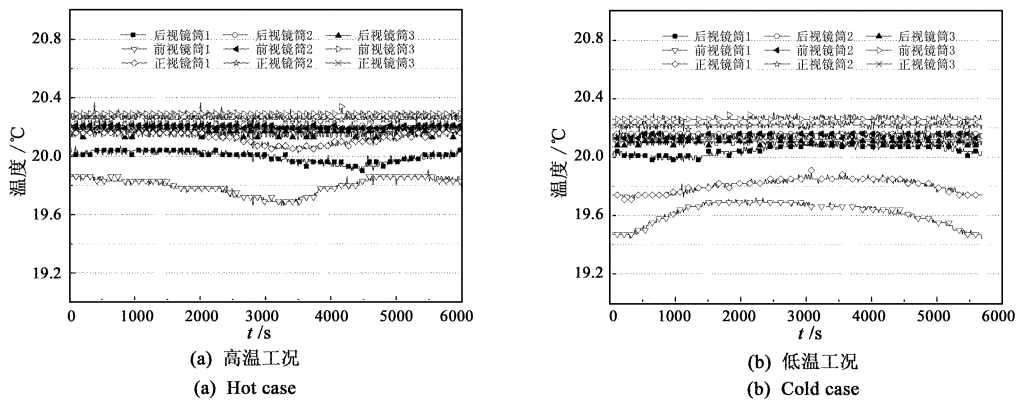 20.8
20.4
20.0
19.6
19.2
温度/℃
后视镜筒1 后视镜筒2 后视镜筒3
前视镜筒1 前视镜筒2 前视镜筒3
正视镜筒1 正视镜筒2 正视镜筒3
0 1000 2000 3000 4000 5000 6000
t/s
(a) 高温工况
(a) Hot case
20.8
20.4
20.0
19.6
19.2
温度/℃
后视镜筒1 后视镜筒2 后视镜筒3
前视镜筒1 前视镜筒2 前视镜筒3
正视镜筒1 正视镜筒2 正视镜筒3
0 1000 2000 3000 4000 5000 6000
t/s
(b) 低温工况
(b) Cold case